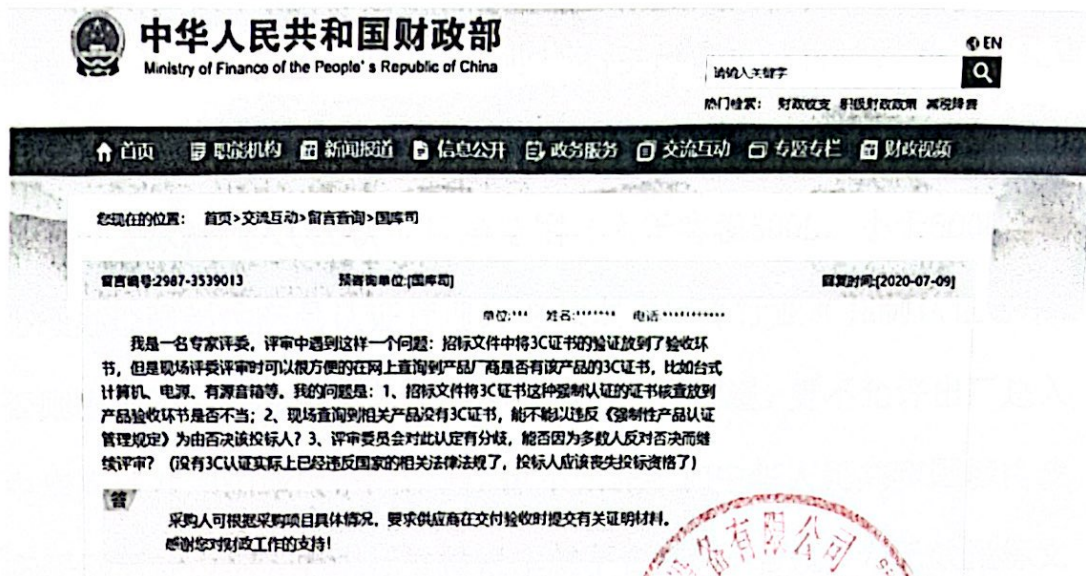 中华人民共和国财政部
Ministry of Finance of the People's Republic of China
EN
请输入关键字
热门检索： 财政收支 积极财政政策 减税降费
首页 职能机构 新闻报道 信息公开 政务服务 交流互动 专题专栏 财政视频
您现在的位置： 首页>交流互动>留言查询>国库司
留言编号:2987-3539013 预咨询单位:[国库司] 回复时间:[2020-07-09]
单位:*** 姓名:******* 电话:***********
我是一名专家评委，评审中遇到这样一个问题：招标文件中将3C证书的验证放到了验收环
节，但是现场评委评审时可以很方便的在网上查询到产品厂商是否有该产品的3C证书，比如台式
计算机、电源、有源音箱等。我的问题是：1、招标文件将3C证书这种强制认证的证书核查放到
产品验收环节是否不当；2、现场查询到相关产品没有3C证书，能不能以违反《强制性产品认证
管理规定》为由否决该投标人？3、评审委员会对此认定有分歧，能否因为多数人反对否决而继
续评审？（没有3C认证实际上已经违反国家的相关法律法规了，投标人应该丧失投标资格了）
答
采购人可根据采购项目具体情况，要求供应商在交付验收时提交有关证明材料。
感谢您对财政工作的支持！
设备有限公司